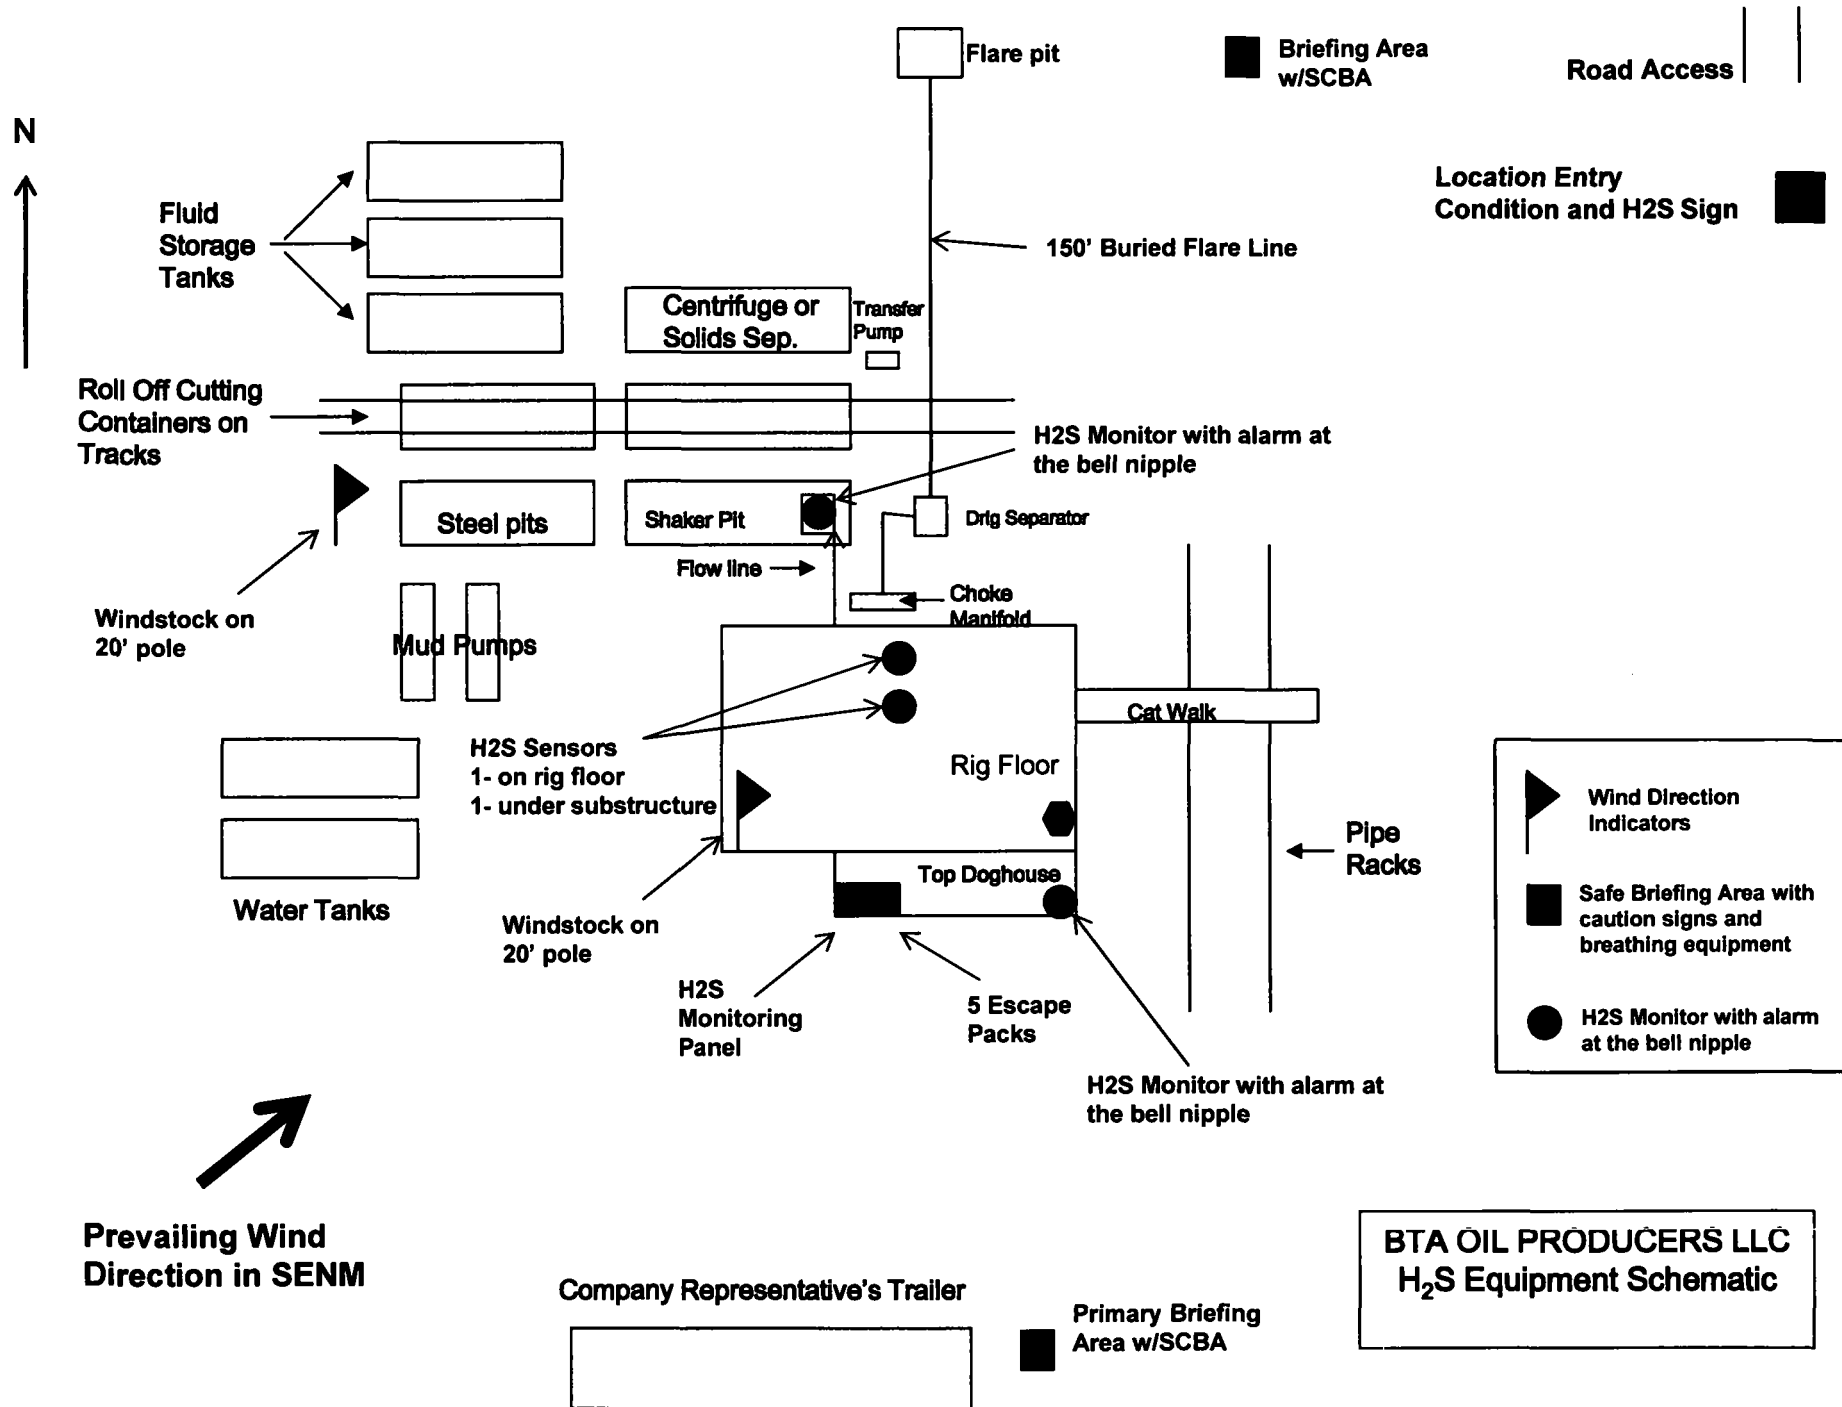 Flare pit
Briefing Area
w/SCBA
Road Access
N
Location Entry
Condition and H2S Sign
Fluid
Storage
Tanks
150' Buried Flare Line
Centrifuge or
Solids Sep.
Transfer
Pump
Roll Off Cutting
Containers on
Tracks
H2S Monitor with alarm at
the bell nipple
Steel pits
Shaker Pit
Drlg Separator
Flow line
Choke
Manifold
Windstock on
20' pole
Mud Pumps
Cat Walk
H2S Sensors
1- on rig floor
1- under substructure
Rig Floor
Wind Direction
Indicators
Pipe
Racks
Top Doghouse
Safe Briefing Area with
caution signs and
breathing equipment
Water Tanks
Windstock on
20' pole
H2S
Monitoring
Panel
5 Escape
Packs
H2S Monitor with alarm
at the bell nipple
H2S Monitor with alarm at
the bell nipple
Prevailing Wind
Direction in SENM
BTA OIL PRODUCERS LLC
H₂S Equipment Schematic
Company Representative's Trailer
Primary Briefing
Area w/SCBA